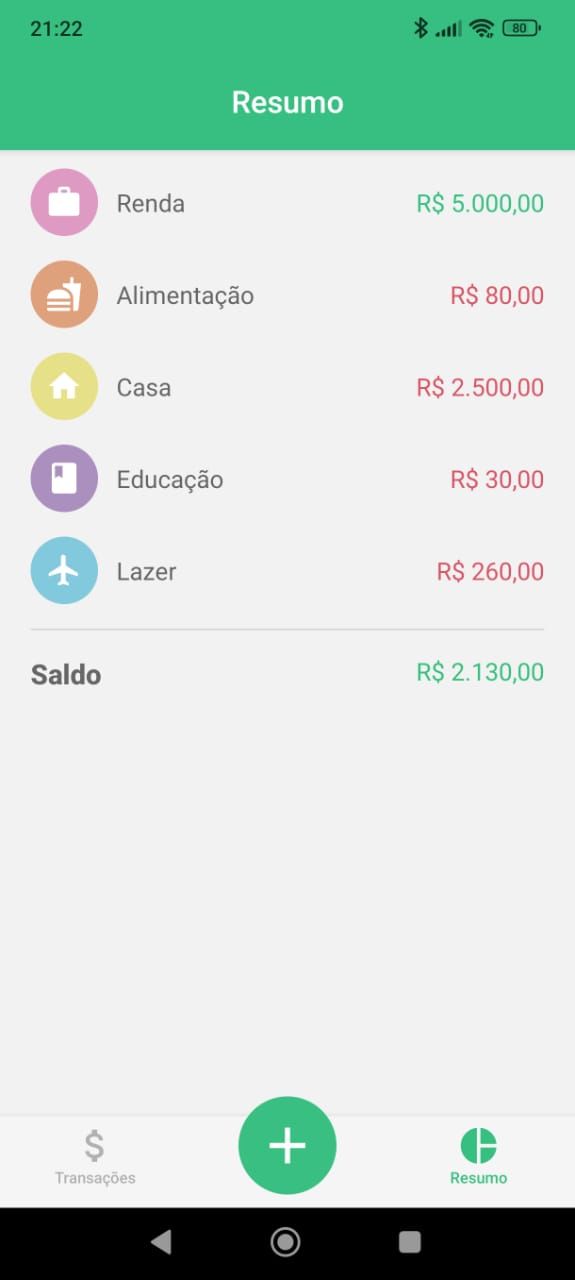 21:22 80
Resumo
Renda R$ 5.000,00
Alimentação R$ 80,00
Casa R$ 2.500,00
Educação R$ 30,00
Lazer R$ 260,00
Saldo R$ 2.130,00
Transações Resumo